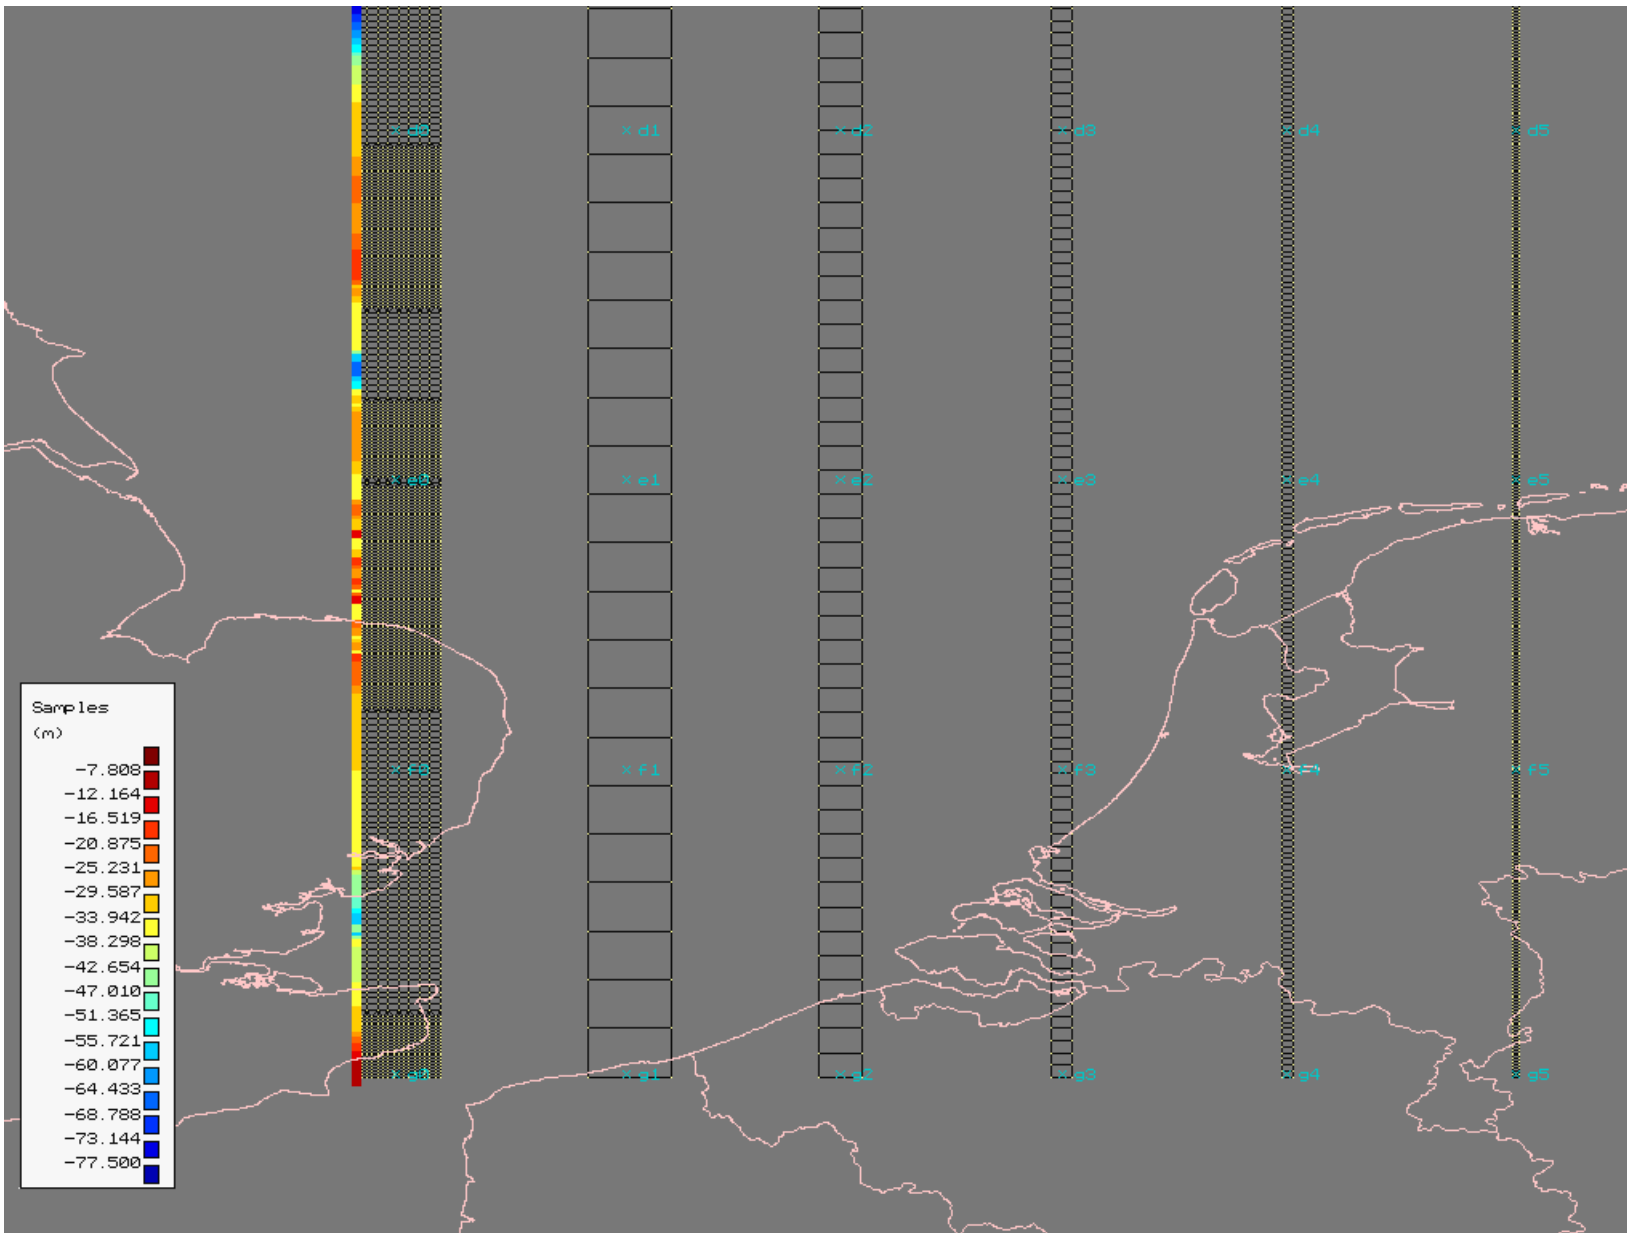 × d0 × d1 × d2 × d3 × d4 × d5
× e0 × e1 × e2 × e3 × e4 × e5
× f0 × f1 × f2 × f3 × f4 × f5
× g0 × g1 × g2 × g3 × g4 × g5
Samples
(m)
-7.808
-12.164
-16.519
-20.875
-25.231
-29.587
-33.942
-38.298
-42.654
-47.010
-51.365
-55.721
-60.077
-64.433
-68.788
-73.144
-77.500